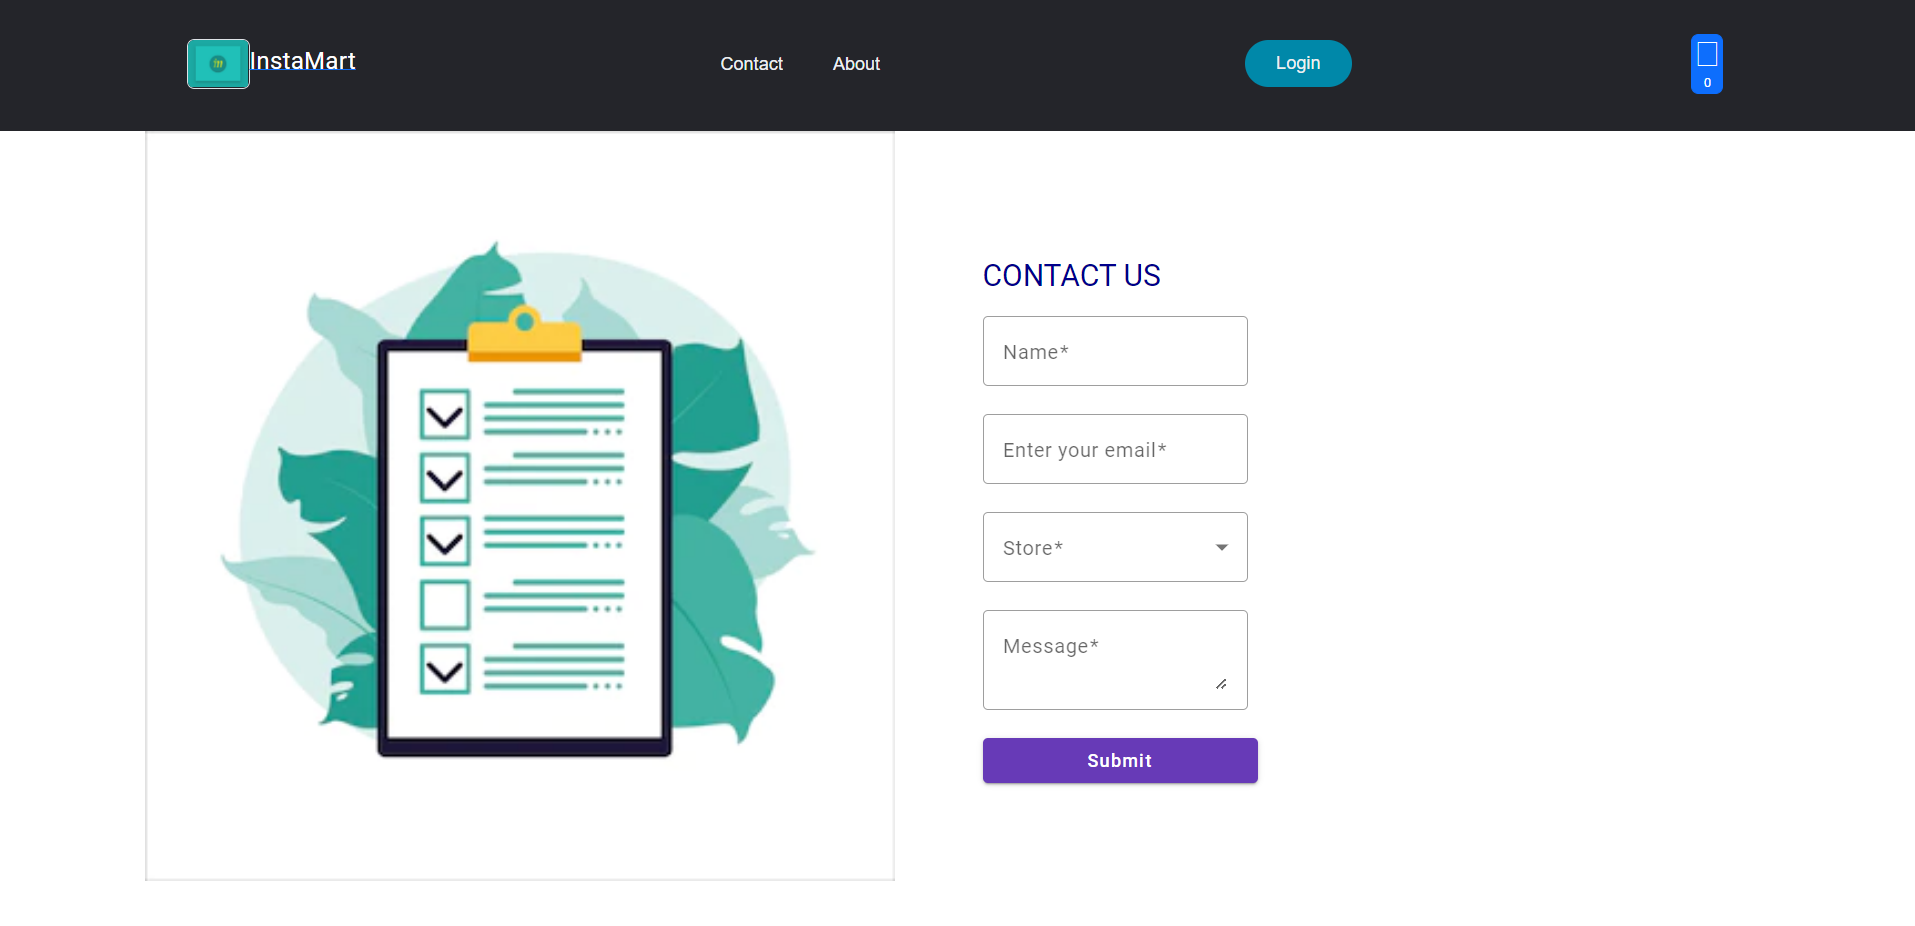 InstaMart
Contact
About
Login
0
CONTACT US
Name*
Enter your email*
Store*
Message*
Submit